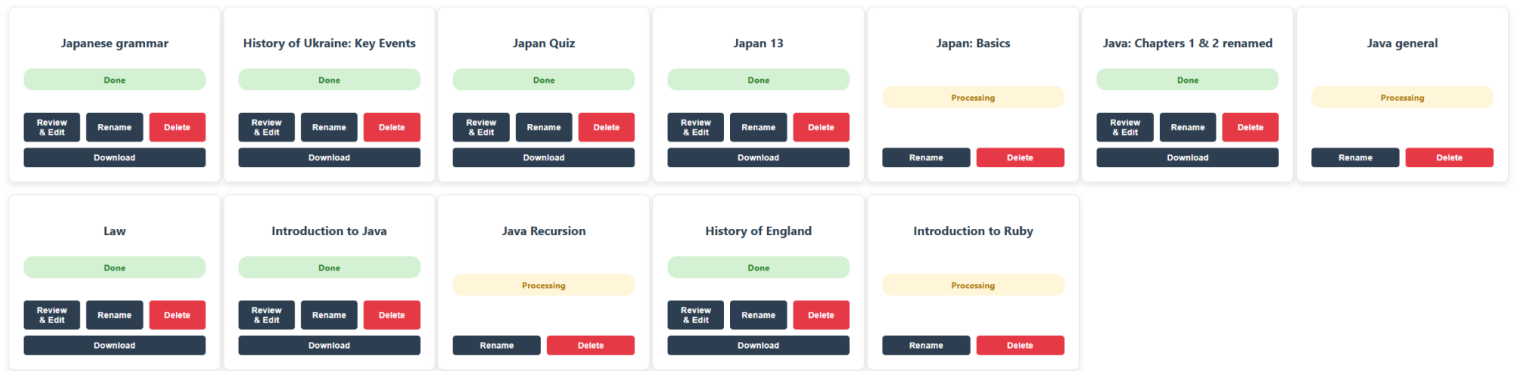 Japanese grammar
Done
Review & Edit
Rename
Delete
Download
History of Ukraine: Key Events
Done
Review & Edit
Rename
Delete
Download
Japan Quiz
Done
Review & Edit
Rename
Delete
Download
Japan 13
Done
Review & Edit
Rename
Delete
Download
Japan: Basics
Processing
Rename
Delete
Java: Chapters 1 & 2 renamed
Done
Review & Edit
Rename
Delete
Download
Java general
Processing
Rename
Delete
Law
Done
Review & Edit
Rename
Delete
Download
Introduction to Java
Done
Review & Edit
Rename
Delete
Download
Java Recursion
Processing
Rename
Delete
History of England
Done
Review & Edit
Rename
Delete
Download
Introduction to Ruby
Processing
Rename
Delete